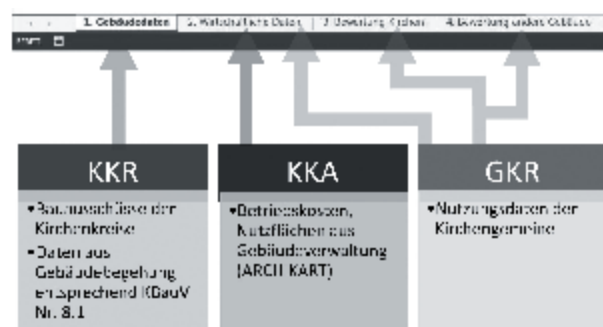 1. Gebäudedaten 2. Wirtschaftliche Daten 3. Bewertung Kirchen 4. Bewertung andere Gebäude
KKR
•Bauausschüsse der
Kirchenkreise
•Daten aus
Gebäudebegehung
entsprechend KBauV
Nr. 8.1
KKA
•Betriebskosten,
Nutzflächen aus
Gebäudeverwaltung
(ARCHIKART)
GKR
•Nutzungsdaten der
Kirchengemeine